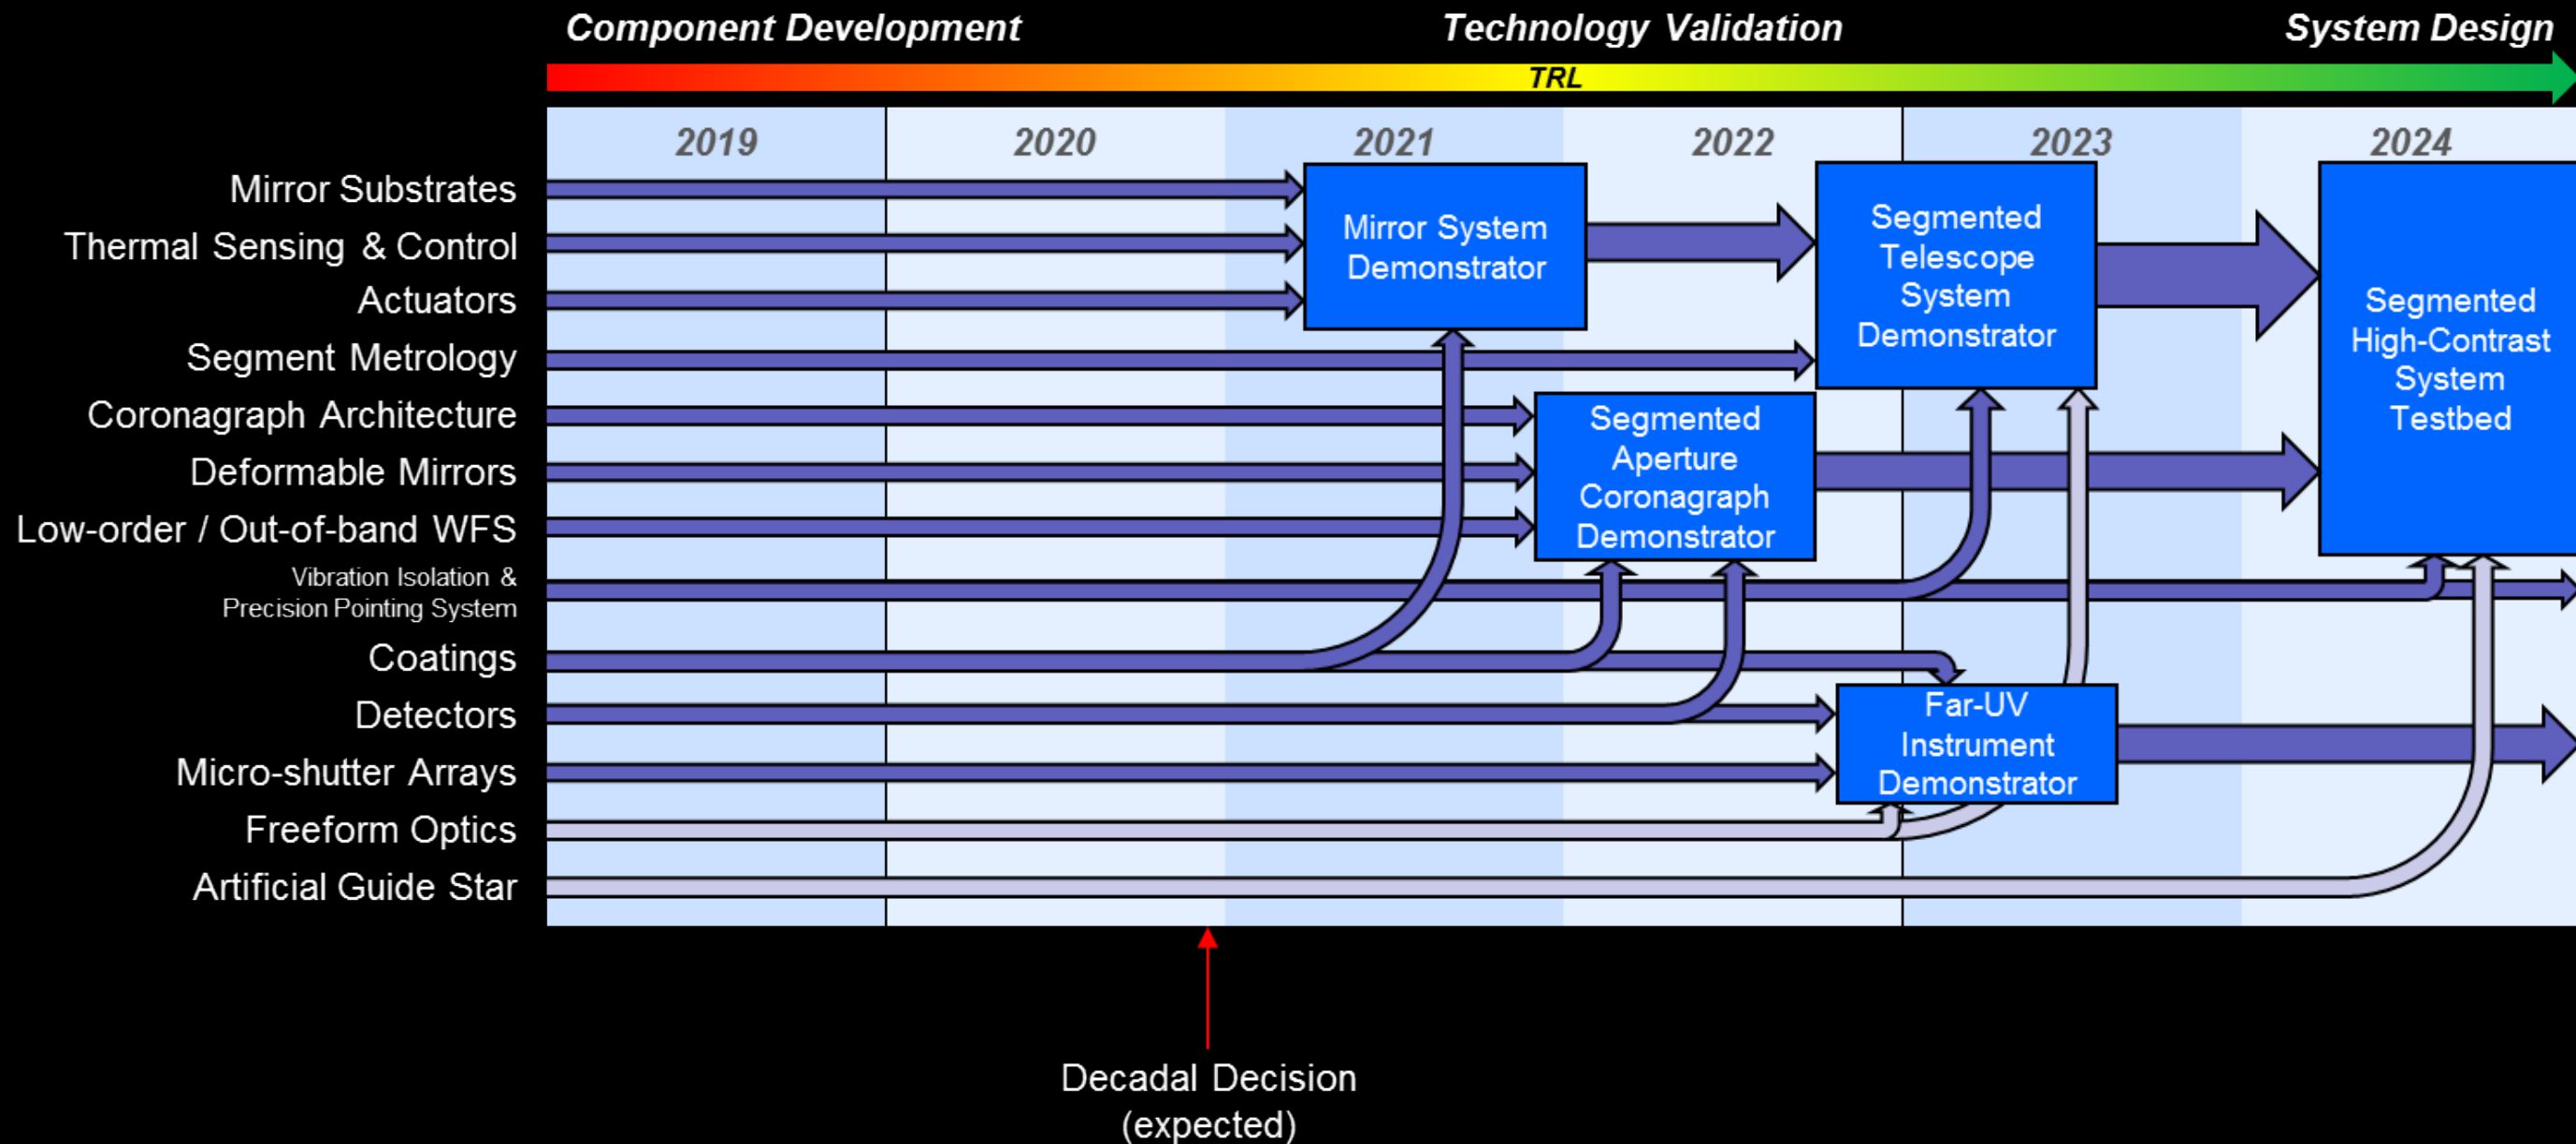 Component Development
Technology Validation
System Design
TRL
2019
2020
2021
2022
2023
2024
Mirror Substrates
Thermal Sensing & Control
Actuators
Segment Metrology
Coronagraph Architecture
Deformable Mirrors
Low-order / Out-of-band WFS
Vibration Isolation &
Precision Pointing System
Coatings
Detectors
Micro-shutter Arrays
Freeform Optics
Artificial Guide Star
Mirror System
Demonstrator
Segmented
Telescope
System
Demonstrator
Segmented
High-Contrast
System
Testbed
Segmented
Aperture
Coronagraph
Demonstrator
Far-UV
Instrument
Demonstrator
Decadal Decision
(expected)